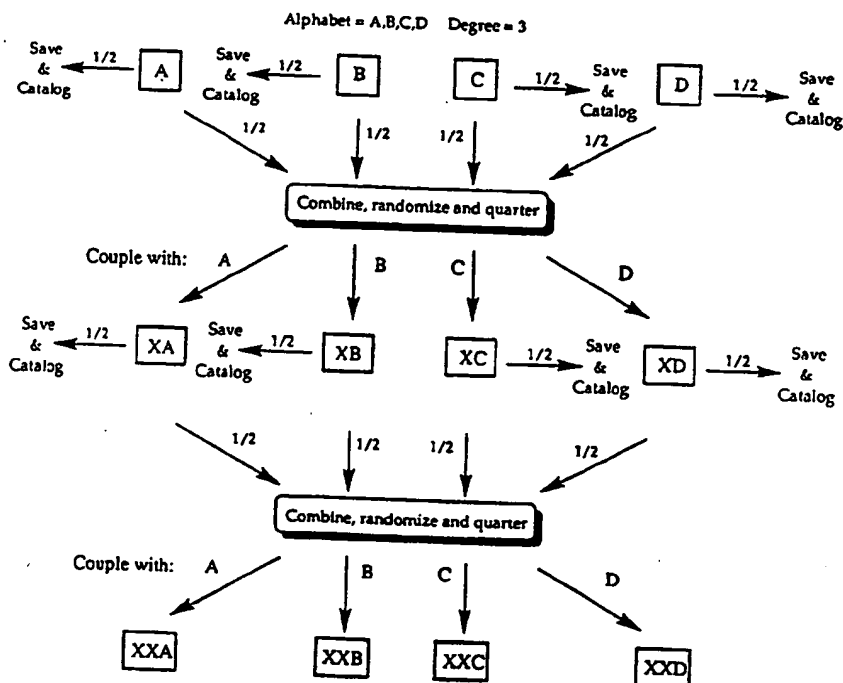 Alphabet = A,B,C,D Degree = 3
Save & Catalog 1/2 A Save & Catalog 1/2 B C 1/2 Save & Catalog D 1/2 Save & Catalog
1/2 1/2 1/2 1/2
Combine, randomize and quarter
Couple with: A B C D
Save & Catalog 1/2 XA Save & Catalog 1/2 XB XC 1/2 Save & Catalog XD 1/2 Save & Catalog
1/2 1/2 1/2 1/2
Combine, randomize and quarter
Couple with: A B C D
XXA XXB XXC XXD